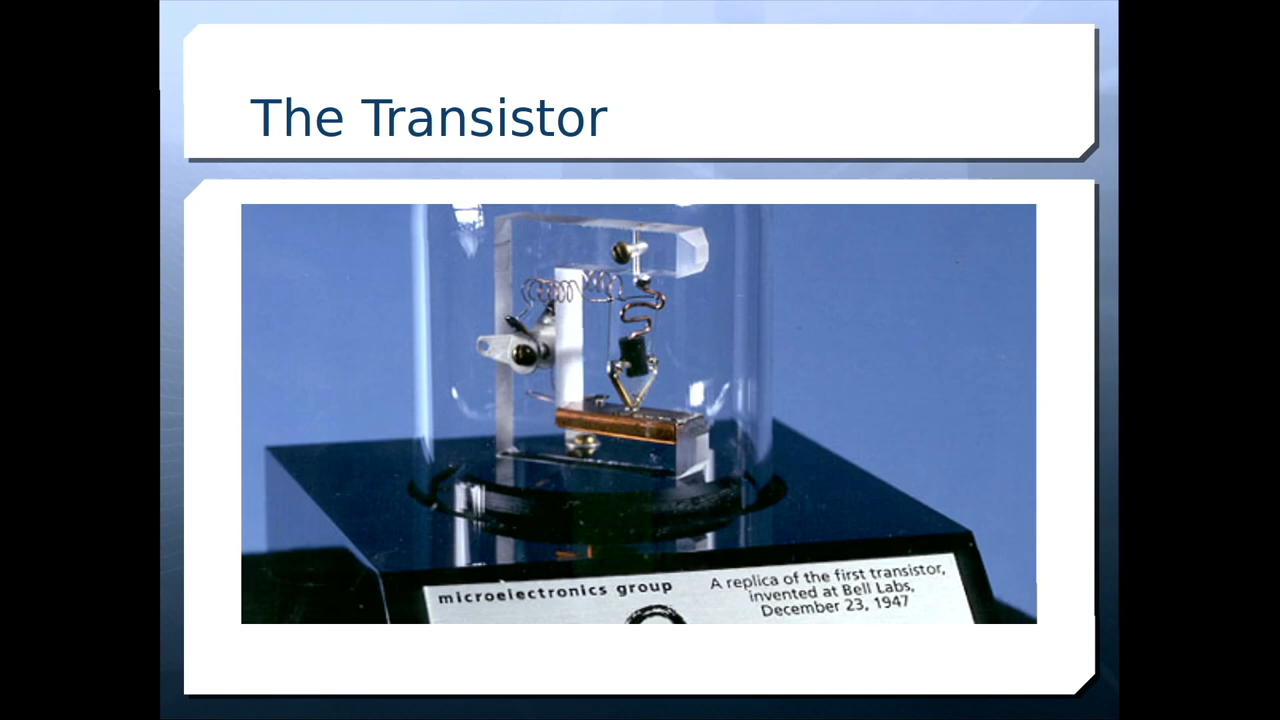 The Transistor
microelectronics group
A replica of the first transistor,
invented at Bell Labs,
December 23, 1947